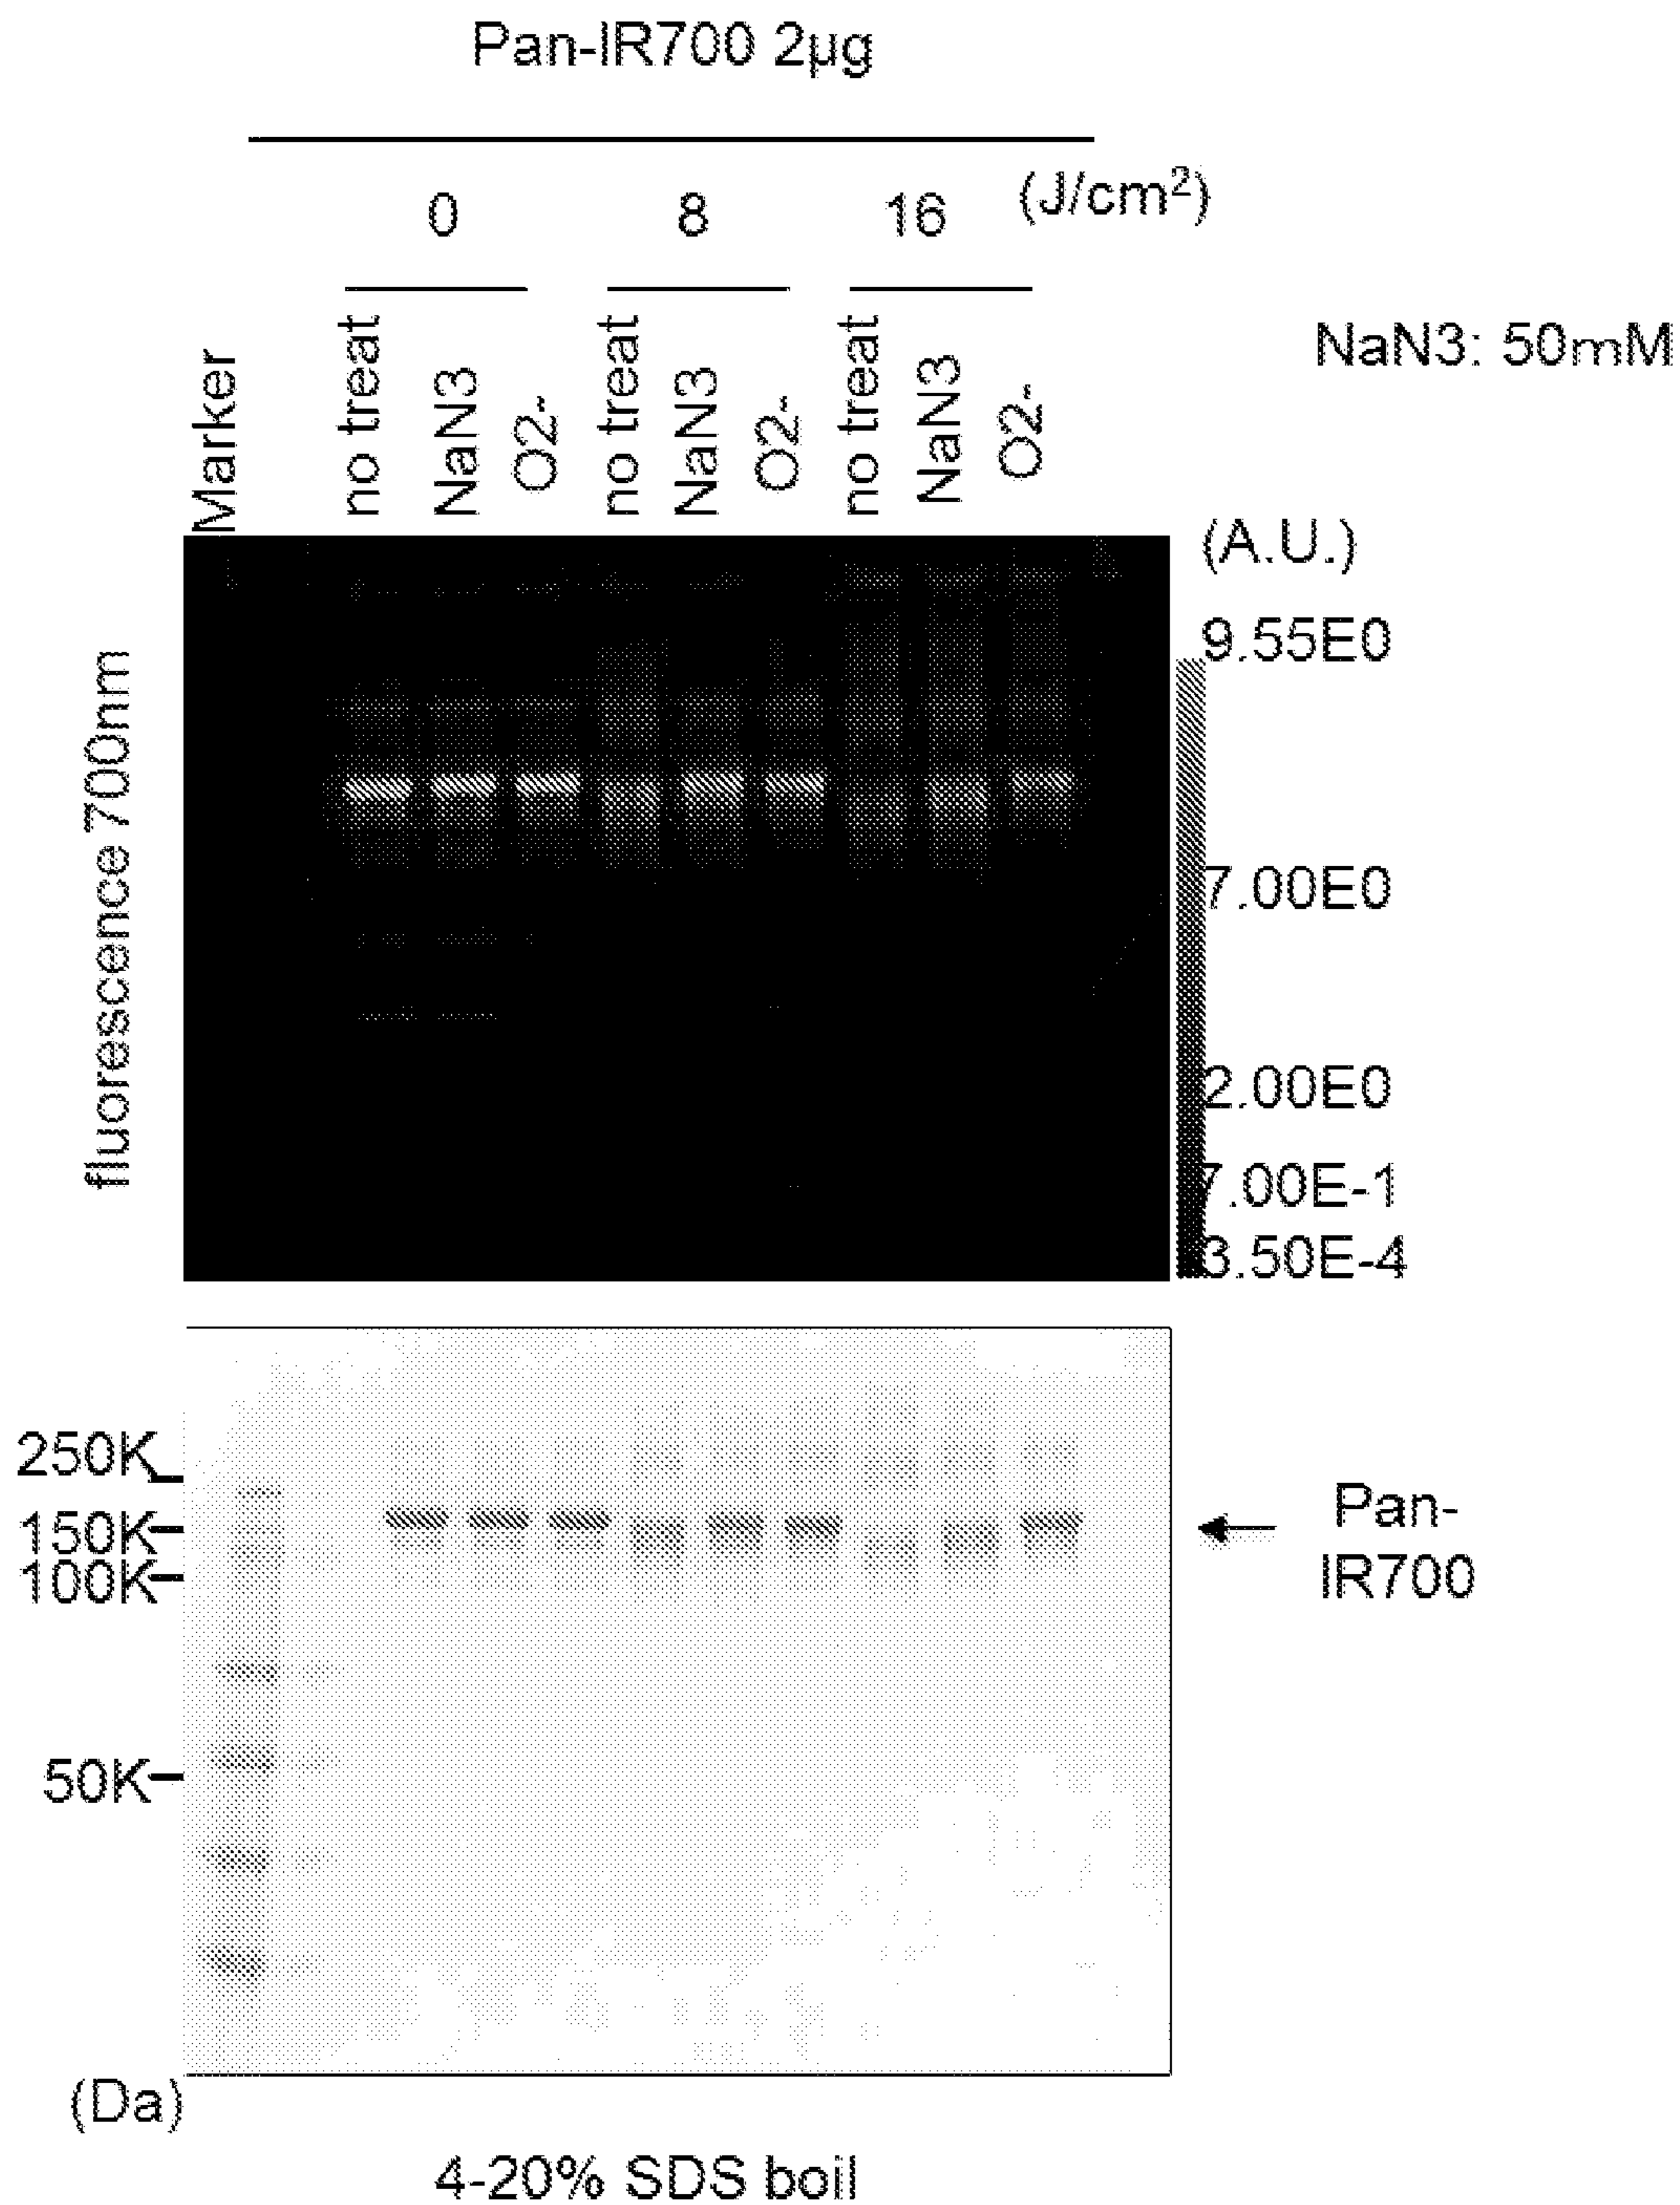 Pan-IR700 2µg
0 8 16 (J/cm²)
Marker
no treat
NaN3
O2-
no treat
NaN3
O2-
no treat
NaN3
O2-
NaN3: 50mM
fluorescence 700nm
(A.U.)
9.55E0
7.00E0
2.00E0
7.00E-1
3.50E-4
250K
150K
100K
50K
(Da)
Pan-
IR700
4-20% SDS boil